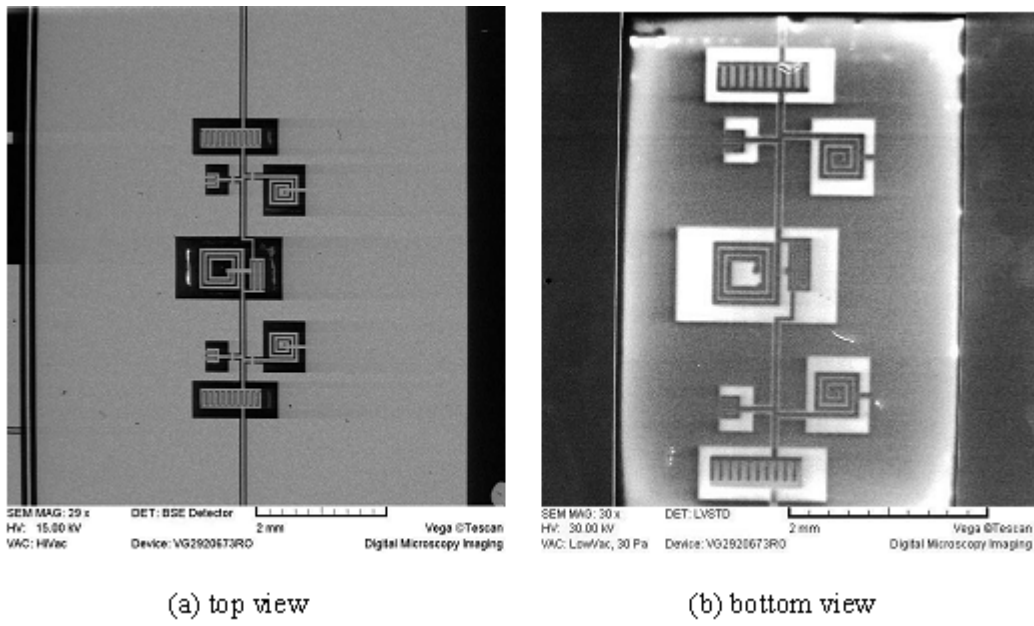 SEM MAG: 29 x DET: BSE Detector
HV: 15.00 kV 2 mm Vega ©Tescan
VAC: HiVac Device: VG2920673RO Digital Microscopy Imaging
SEM MAG: 30 x DET: LVSTD
HV: 30.00 kV 2 mm Vega ©Tescan
VAC: LowVac, 30 Pa Device: VG2920673RO Digital Microscopy Imaging
(a) top view
(b) bottom view